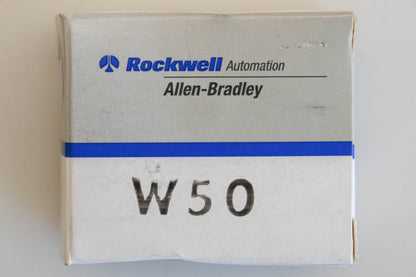 Rockwell Automation
Allen-Bradley
W50